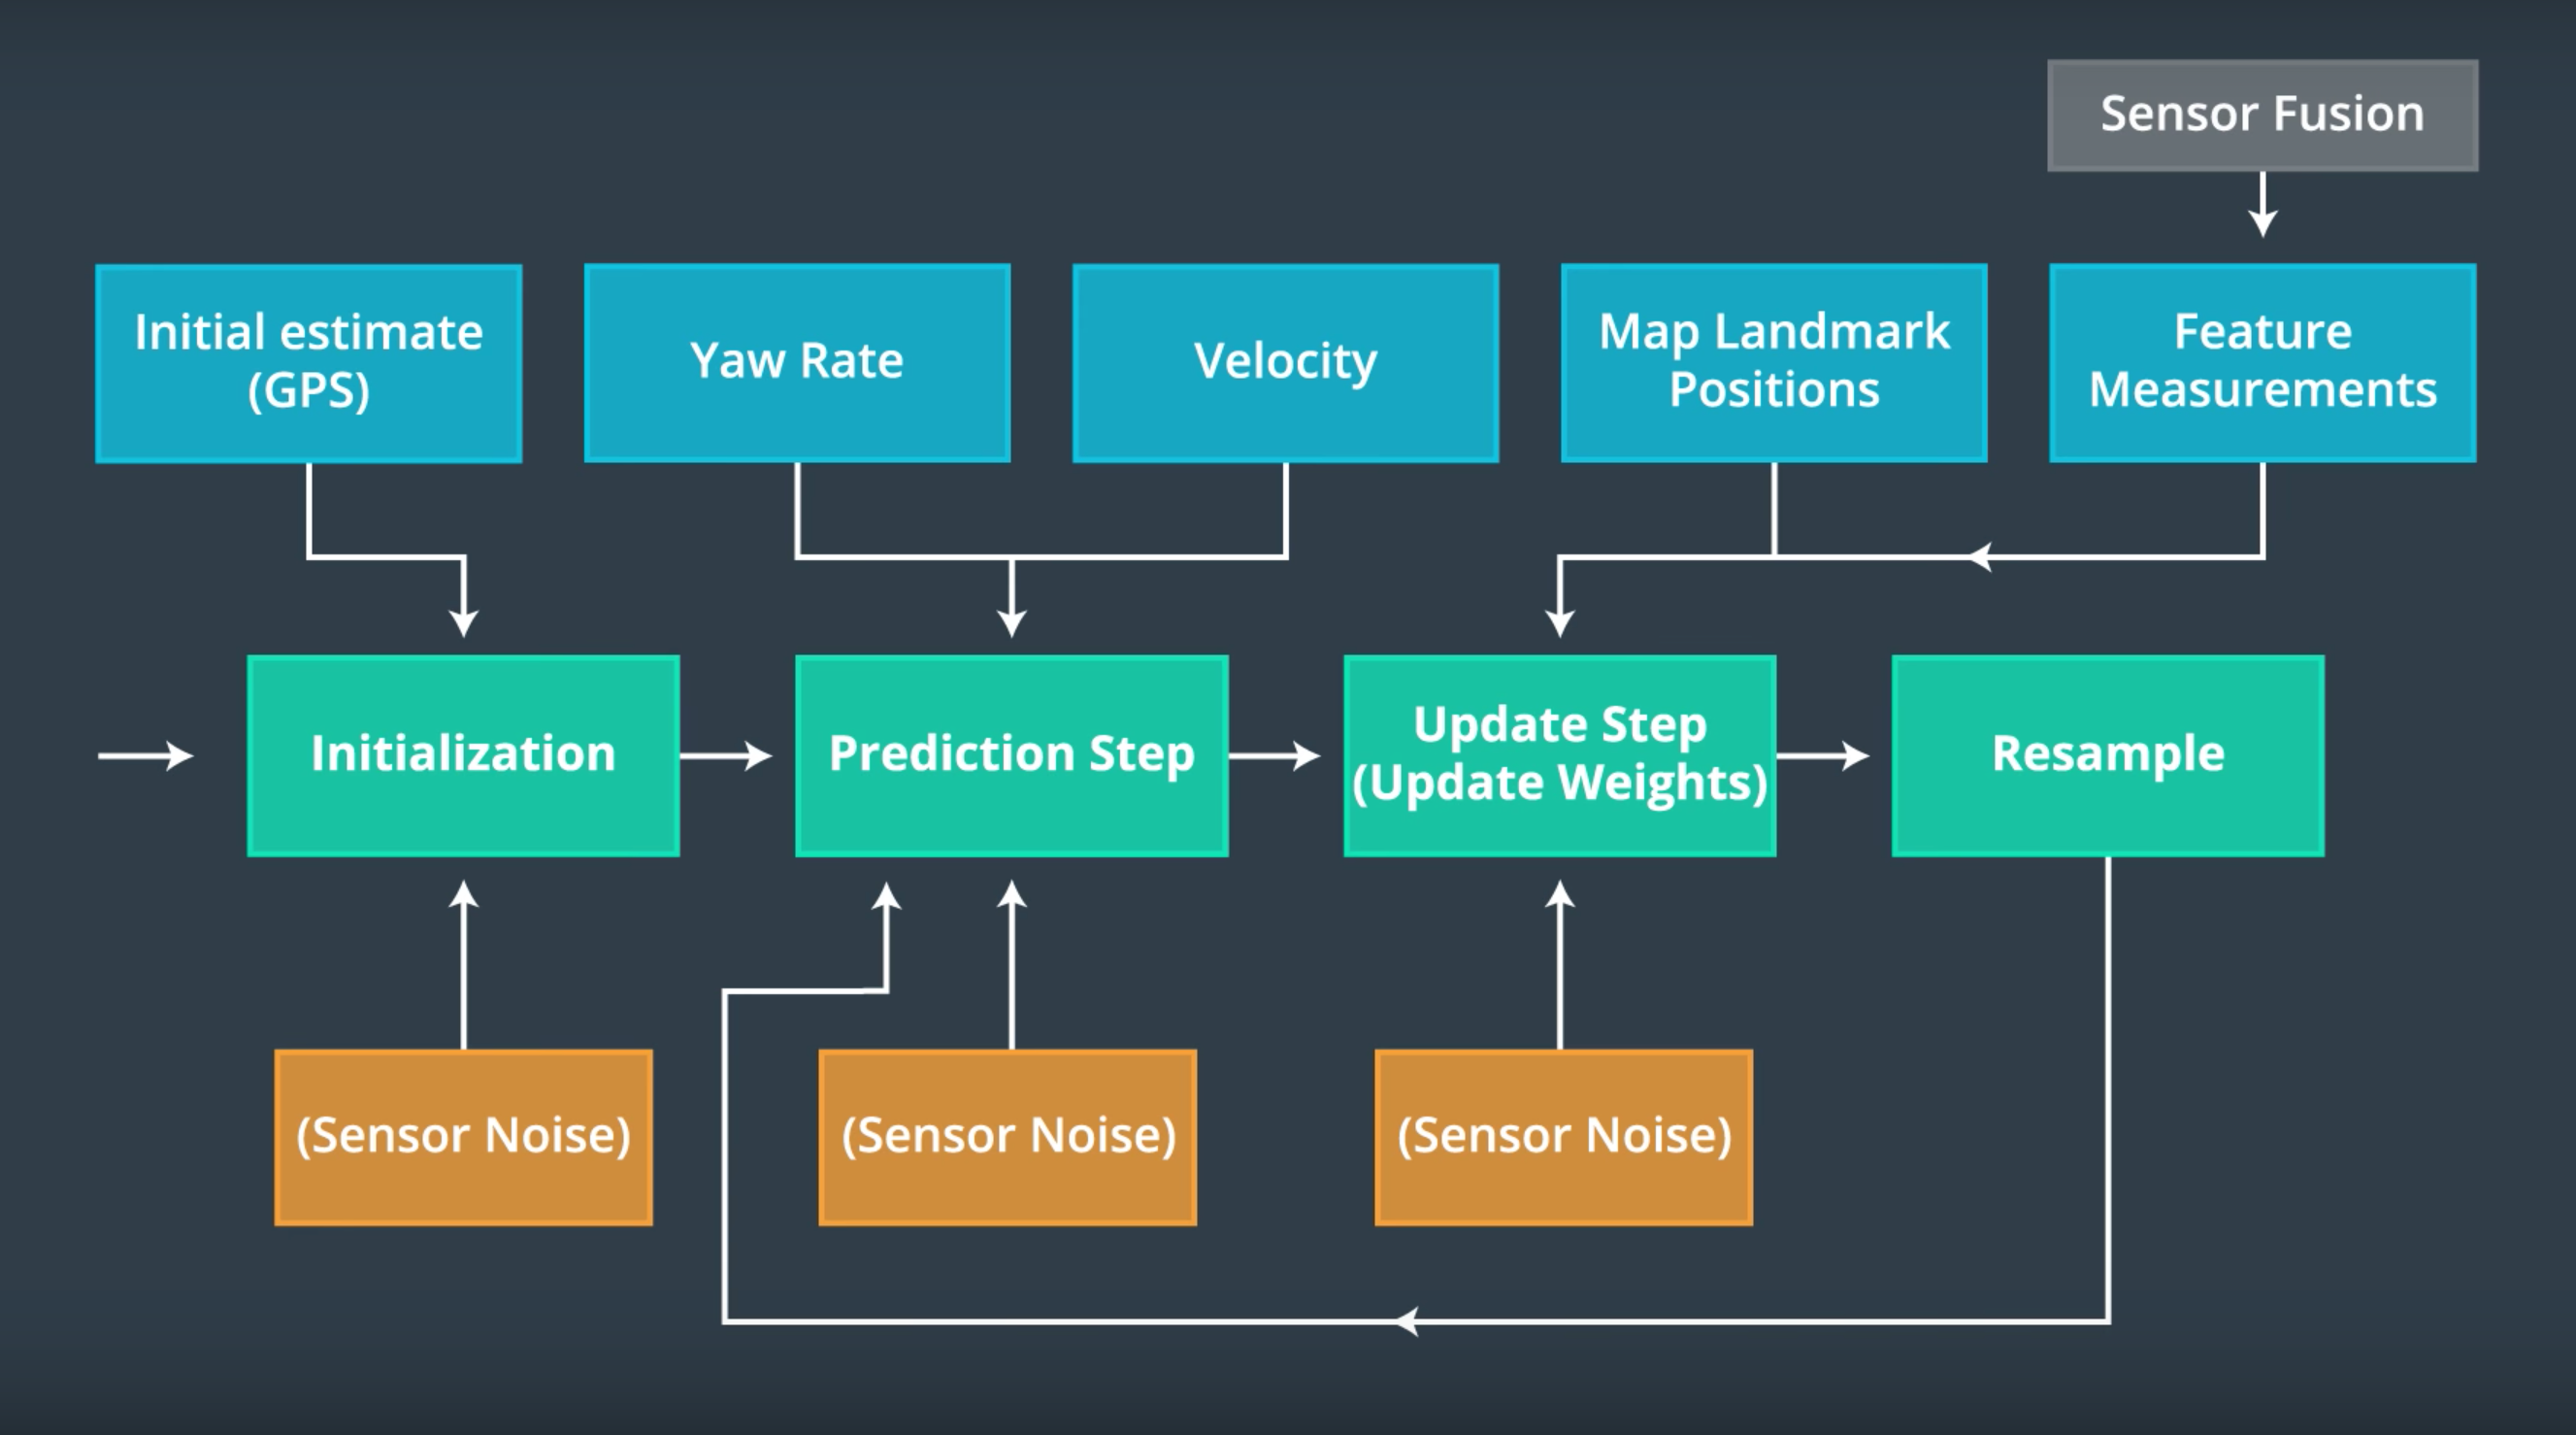 Sensor Fusion
Initial estimate
(GPS)
Yaw Rate
Velocity
Map Landmark
Positions
Feature
Measurements
Initialization
Prediction Step
Update Step
(Update Weights)
Resample
(Sensor Noise)
(Sensor Noise)
(Sensor Noise)